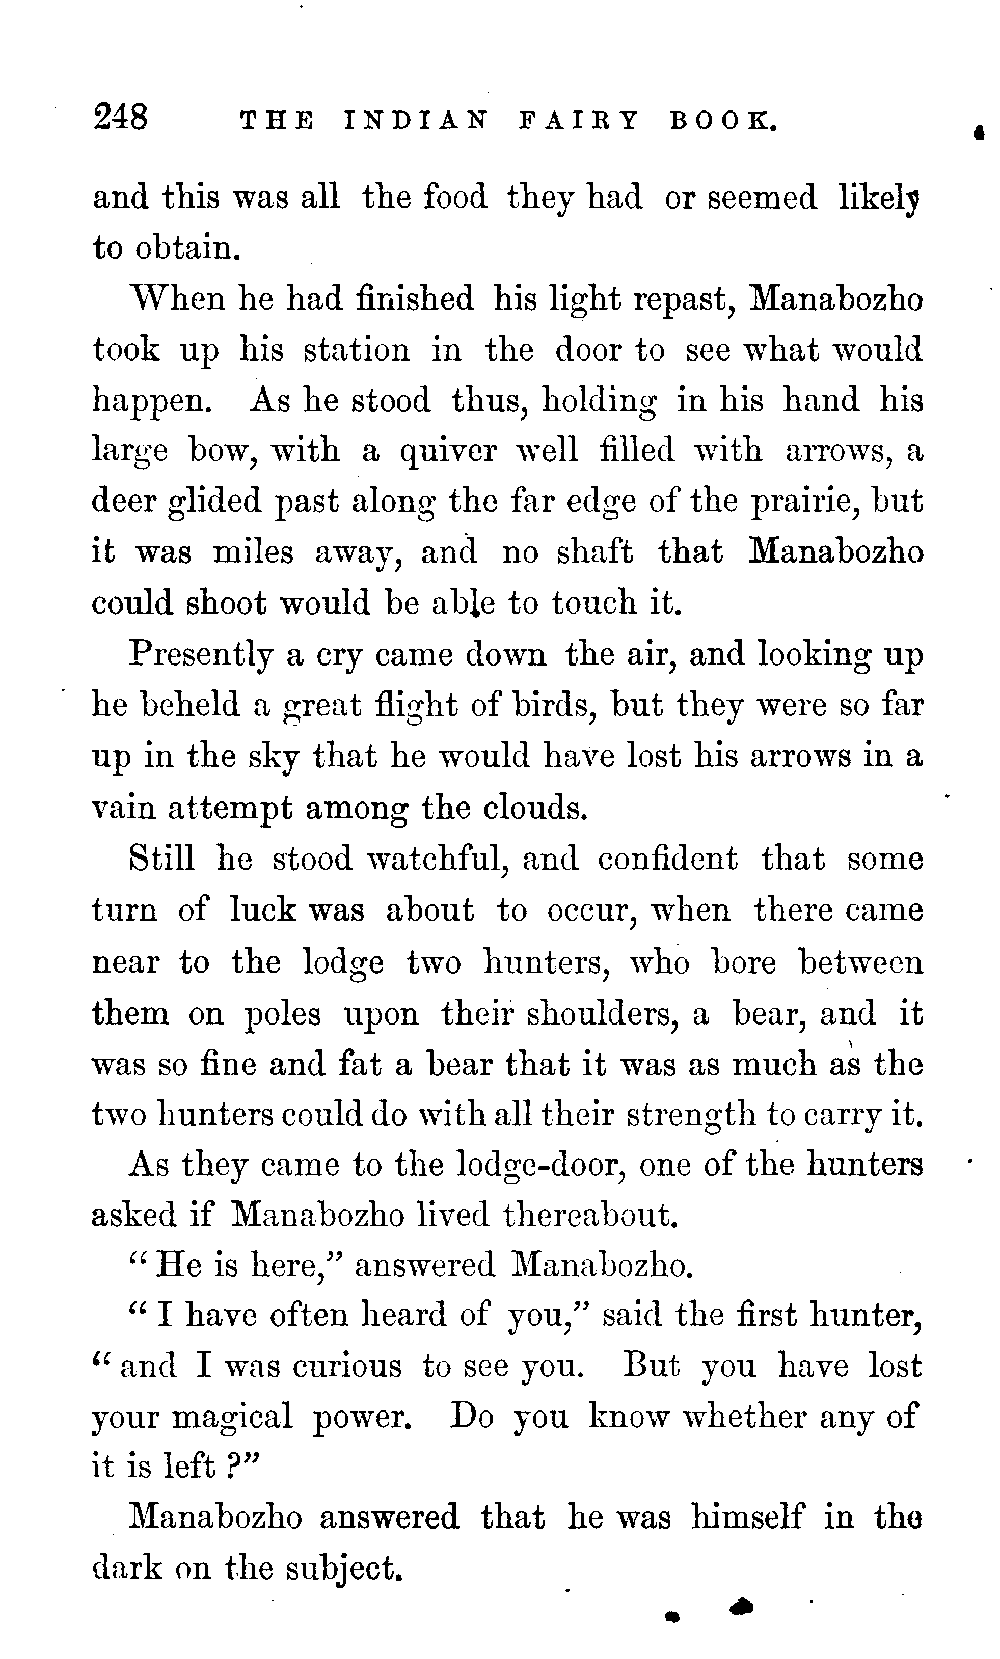 248 THE INDIAN FAIRY BOOK.
and this was all the food they had or seemed likely
to obtain.
When he had finished his light repast, Manabozho
took up his station in the door to see what would
happen. As he stood thus, holding in his hand his
large bow, with a quiver well filled with arrows, a
deer glided past along the far edge of the prairie, but
it was miles away, and no shaft that Manabozho
could shoot would be able to touch it.
Presently a cry came down the air, and looking up
he beheld a great flight of birds, but they were so far
up in the sky that he would have lost his arrows in a
vain attempt among the clouds.
Still he stood watchful, and confident that some
turn of luck was about to occur, when there came
near to the lodge two hunters, who bore between
them on poles upon their shoulders, a bear, and it
was so fine and fat a bear that it was as much as the
two hunters could do with all their strength to carry it.
As they came to the lodge-door, one of the hunters
asked if Manabozho lived thereabout.
“He is here,” answered Manabozho.
“I have often heard of you,” said the first hunter,
“and I was curious to see you. But you have lost
your magical power. Do you know whether any of
it is left?”
Manabozho answered that he was himself in the
dark on the subject.